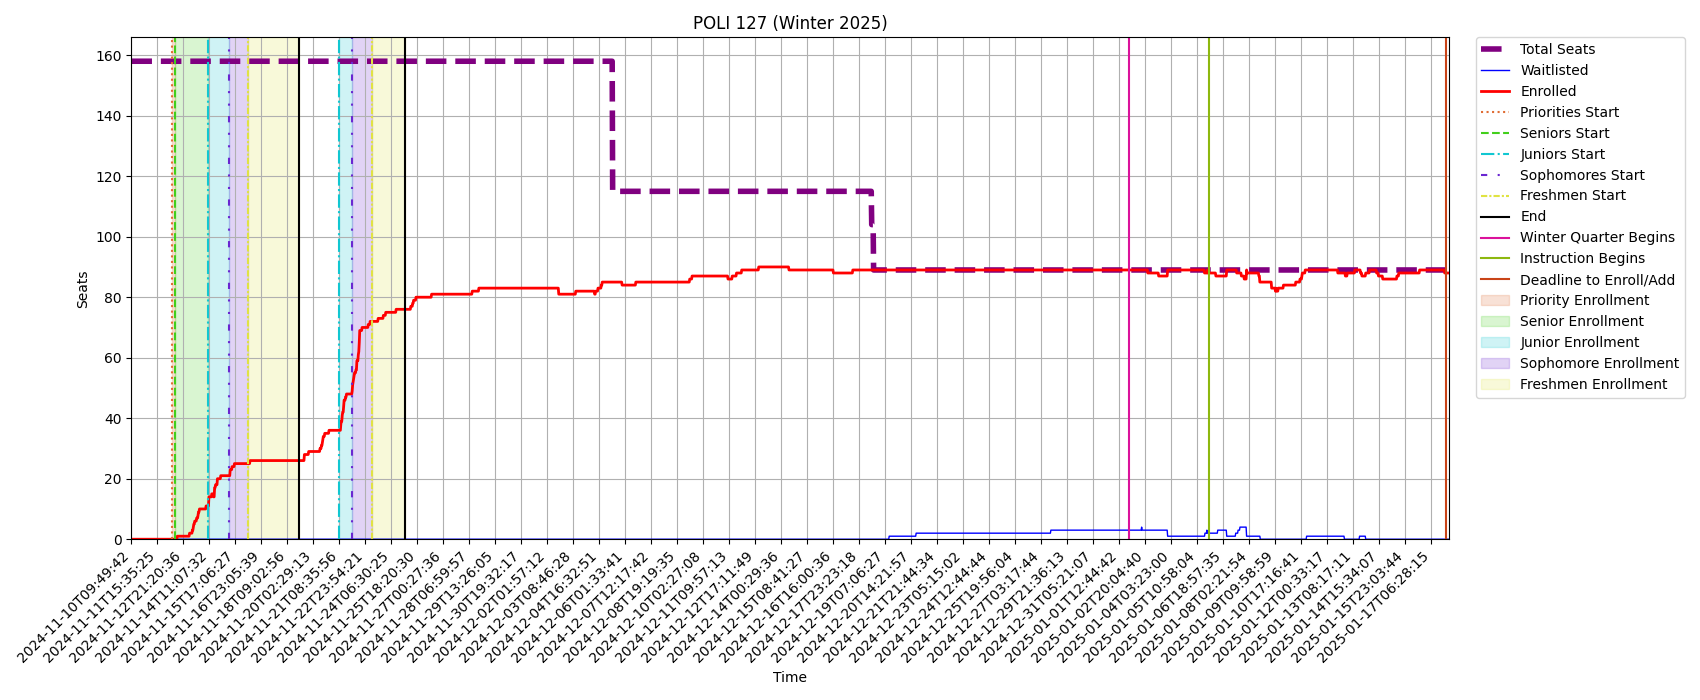 POLI 127 (Winter 2025)
Seats
160
140
120
100
80
60
40
20
0
2024-11-10T09:49:42
2024-11-11T15:35:25
2024-11-12T21:20:36
2024-11-14T11:07:32
2024-11-15T17:06:27
2024-11-16T23:05:39
2024-11-18T09:02:56
2024-11-20T02:29:13
2024-11-21T08:35:56
2024-11-22T23:54:21
2024-11-24T06:30:25
2024-11-25T18:20:30
2024-11-27T00:27:36
2024-11-28T06:59:57
2024-11-29T13:26:05
2024-11-30T19:32:17
2024-12-02T01:57:12
2024-12-03T08:46:28
2024-12-04T16:32:51
2024-12-06T01:33:41
2024-12-07T12:17:42
2024-12-08T19:19:35
2024-12-10T02:27:08
2024-12-11T09:57:13
2024-12-12T17:11:49
2024-12-14T00:29:36
2024-12-15T08:41:27
2024-12-16T16:00:36
2024-12-17T23:23:18
2024-12-19T07:06:27
2024-12-20T14:21:57
2024-12-21T21:44:34
2024-12-23T05:15:02
2024-12-24T12:44:44
2024-12-25T19:56:04
2024-12-27T03:17:44
2024-12-29T21:36:13
2024-12-31T05:21:07
2025-01-01T12:44:42
2025-01-02T20:04:40
2025-01-04T03:23:00
2025-01-05T10:58:04
2025-01-06T18:57:35
2025-01-08T02:21:54
2025-01-09T09:58:59
2025-01-10T17:16:41
2025-01-12T00:33:17
2025-01-13T08:17:11
2025-01-14T15:34:07
2025-01-15T23:03:44
2025-01-17T06:28:15
Time
Total Seats
Waitlisted
Enrolled
Priorities Start
Seniors Start
Juniors Start
Sophomores Start
Freshmen Start
End
Winter Quarter Begins
Instruction Begins
Deadline to Enroll/Add
Priority Enrollment
Senior Enrollment
Junior Enrollment
Sophomore Enrollment
Freshmen Enrollment